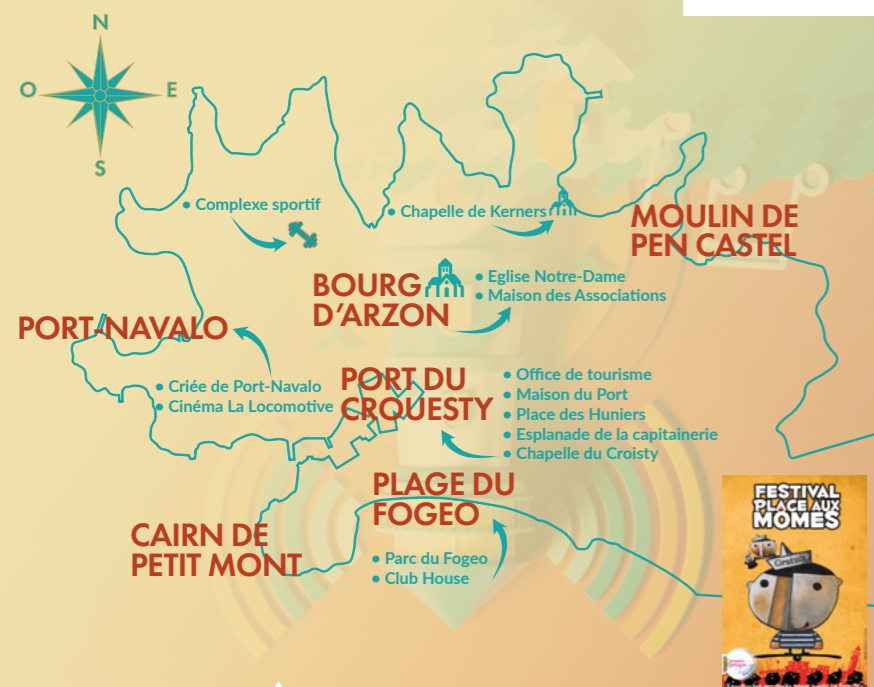 N
O
E
S
• Complexe sportif
• Chapelle de Kerners
MOULIN DE
PEN CASTEL
BOURG
D'ARZON
• Eglise Notre-Dame
• Maison des Associations
PORT-NAVALO
• Criée de Port-Navalo
• Cinéma La Locomotive
PORT DU
CROUESTY
• Office de tourisme
• Maison du Port
• Place des Huniers
• Esplanade de la capitainerie
• Chapelle du Croisty
PLAGE DU
FOGEO
• Parc du Fogeo
• Club House
CAIRN DE
PETIT MONT
FESTIVAL
PLACE AUX
MÔMES
Gratuit